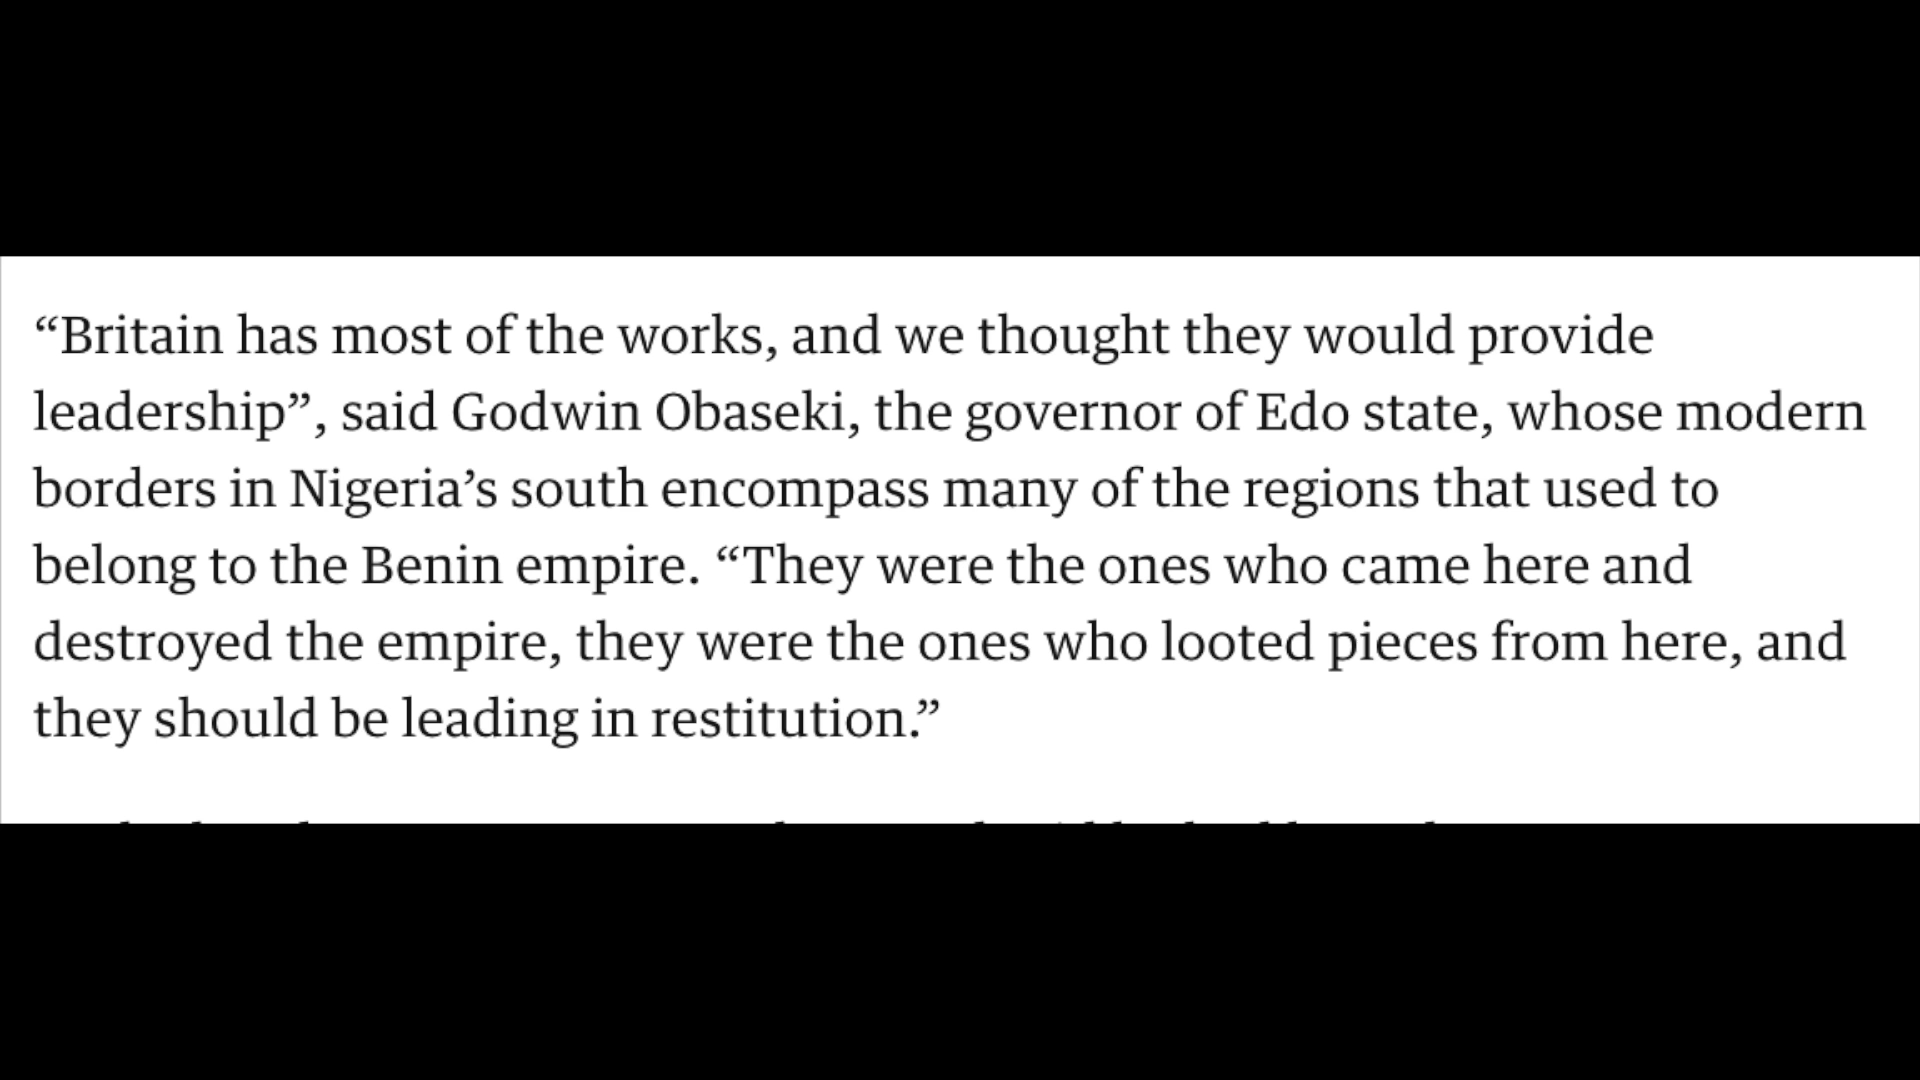 “Britain has most of the works, and we thought they would provide
leadership”, said Godwin Obaseki, the governor of Edo state, whose modern
borders in Nigeria’s south encompass many of the regions that used to
belong to the Benin empire. “They were the ones who came here and
destroyed the empire, they were the ones who looted pieces from here, and
they should be leading in restitution.”